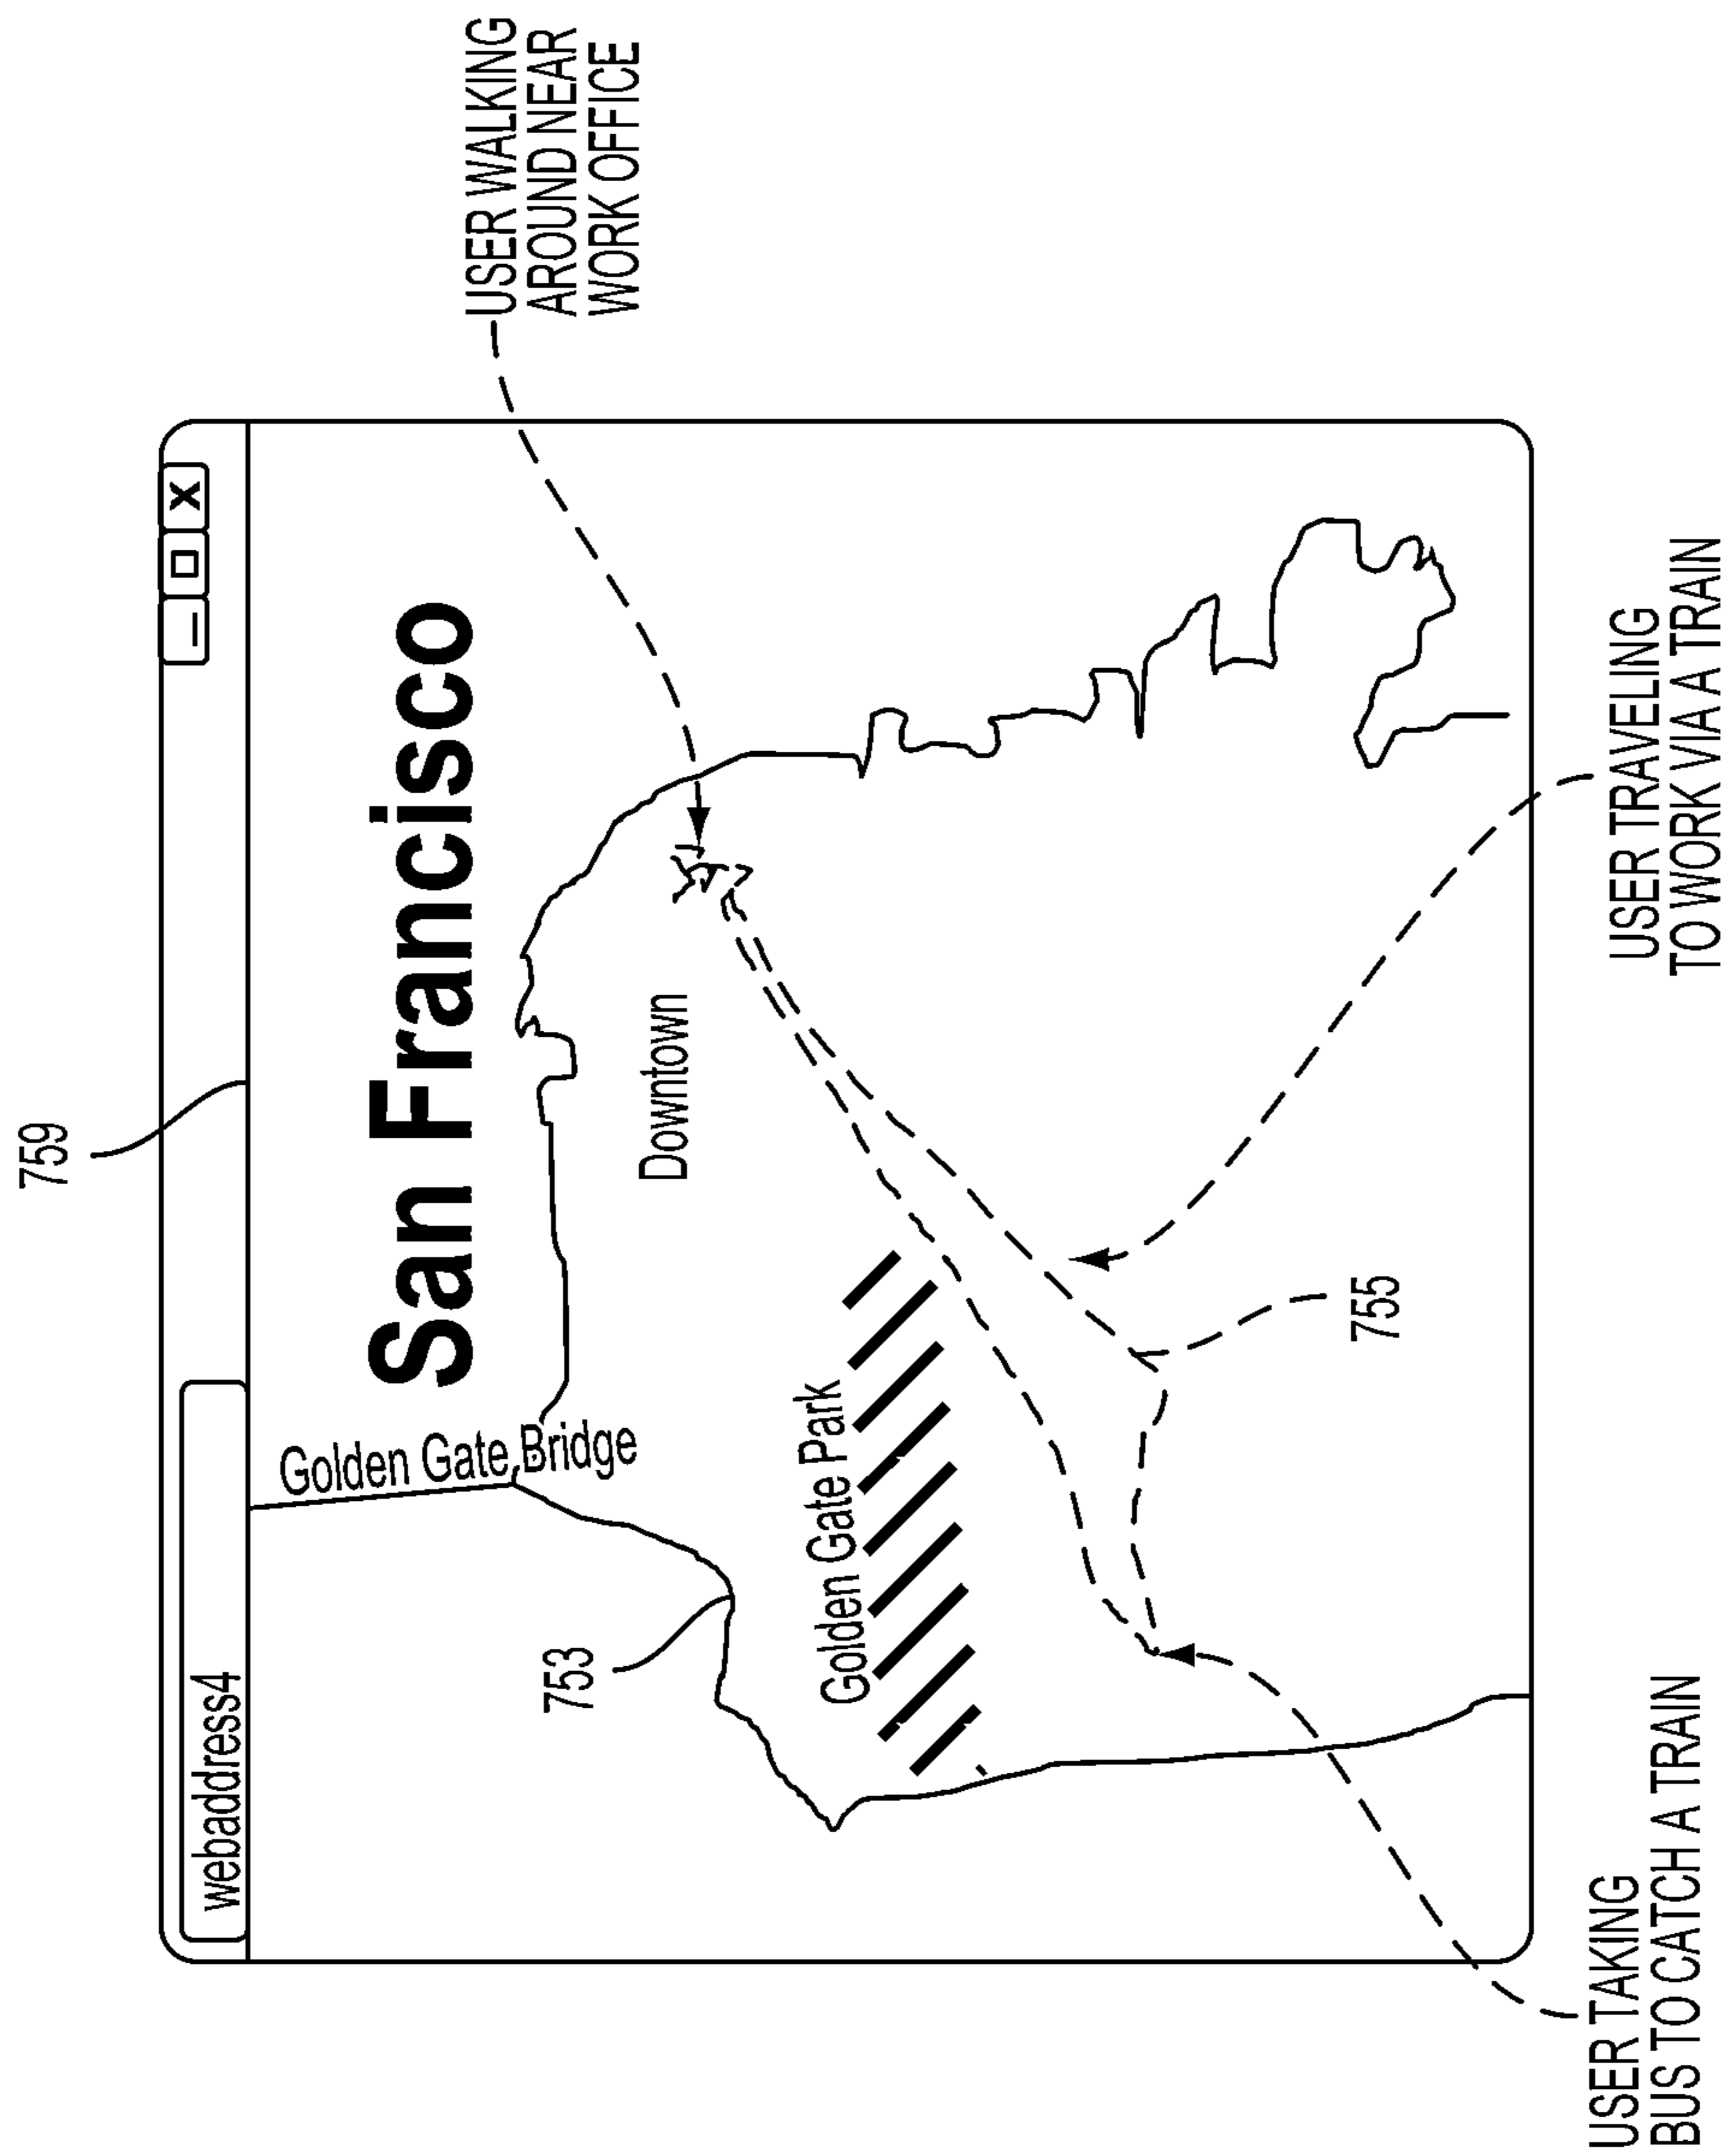 759
webaddress4
_ □ X
San Francisco
Golden Gate Bridge
753
Downtown
Golden Gate Park
755
USER WALKING
AROUND NEAR
WORK OFFICE
USER TAKING
BUS TO CATCH A TRAIN
USER TRAVELING
TO WORK VIA A TRAIN